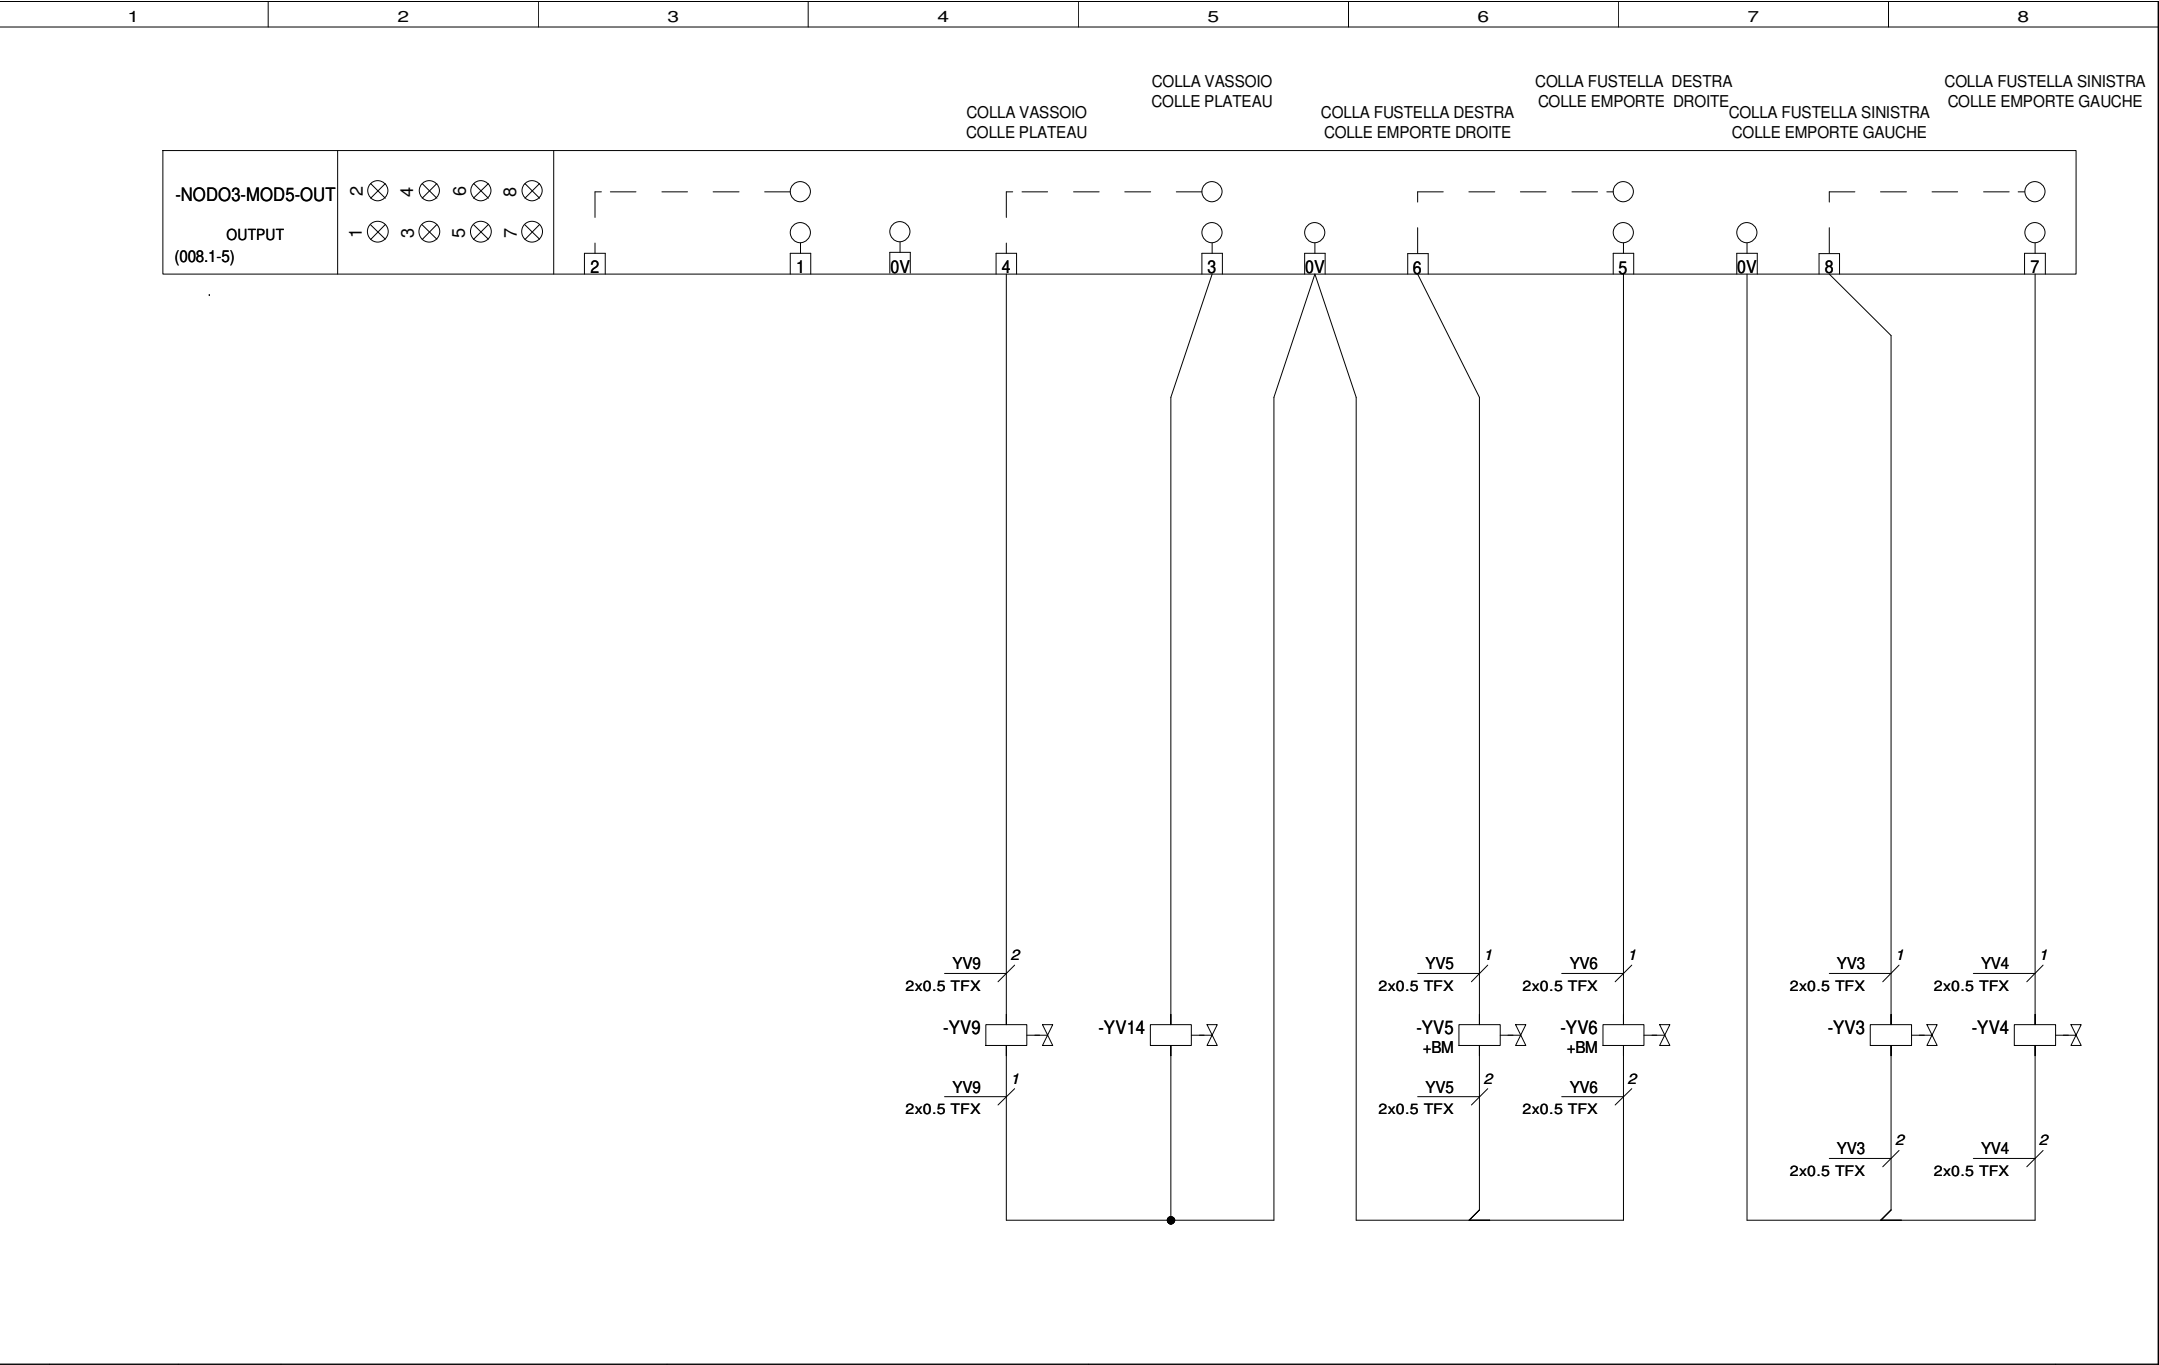 1 2 3 4 5 6 7 8
COLLA VASSOIO
COLLE PLATEAU
COLLA VASSOIO
COLLE PLATEAU
COLLA FUSTELLA DESTRA
COLLE EMPORTE DROITE
COLLA FUSTELLA DESTRA
COLLE EMPORTE DROITE
COLLA FUSTELLA SINISTRA
COLLE EMPORTE GAUCHE
COLLA FUSTELLA SINISTRA
COLLE EMPORTE GAUCHE
-NODO3-MOD5-OUT
OUTPUT
(008.1-5)
2 4 6 8
1 3 5 7
2 1 0V 4 3 0V 6 5 0V 8 7
YV9 2
2x0.5 TFX
YV5 1
2x0.5 TFX
YV6 1
2x0.5 TFX
YV3 1
2x0.5 TFX
YV4 1
2x0.5 TFX
-YV9
-YV14
-YV5
+BM
-YV6
+BM
-YV3
-YV4
YV9 1
2x0.5 TFX
YV5 2
2x0.5 TFX
YV6 2
2x0.5 TFX
YV3 2
2x0.5 TFX
YV4 2
2x0.5 TFX